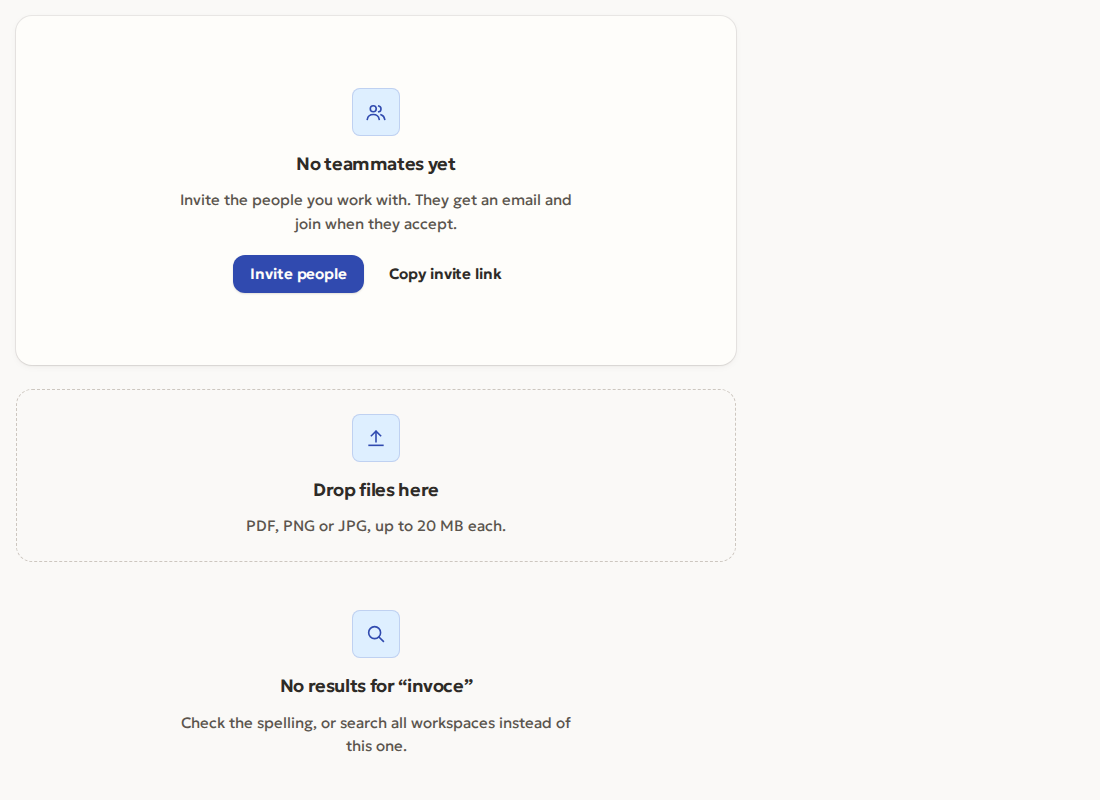 No teammates yet
Invite the people you work with. They get an email and
join when they accept.
Invite people
Copy invite link
Drop files here
PDF, PNG or JPG, up to 20 MB each.
No results for “invoce”
Check the spelling, or search all workspaces instead of
this one.